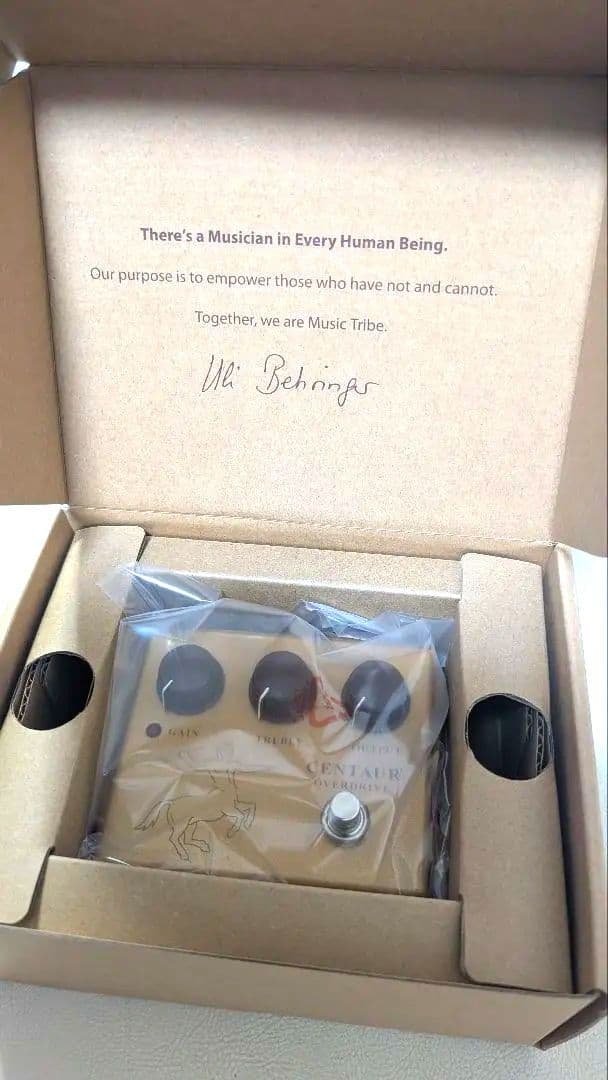 There's a Musician in Every Human Being.
Our purpose is to empower those who have not and cannot.
Together, we are Music Tribe.
Uli Behringer
GAIN
TREBLE
OUTPUT
CENTAUR
OVERDRIVE